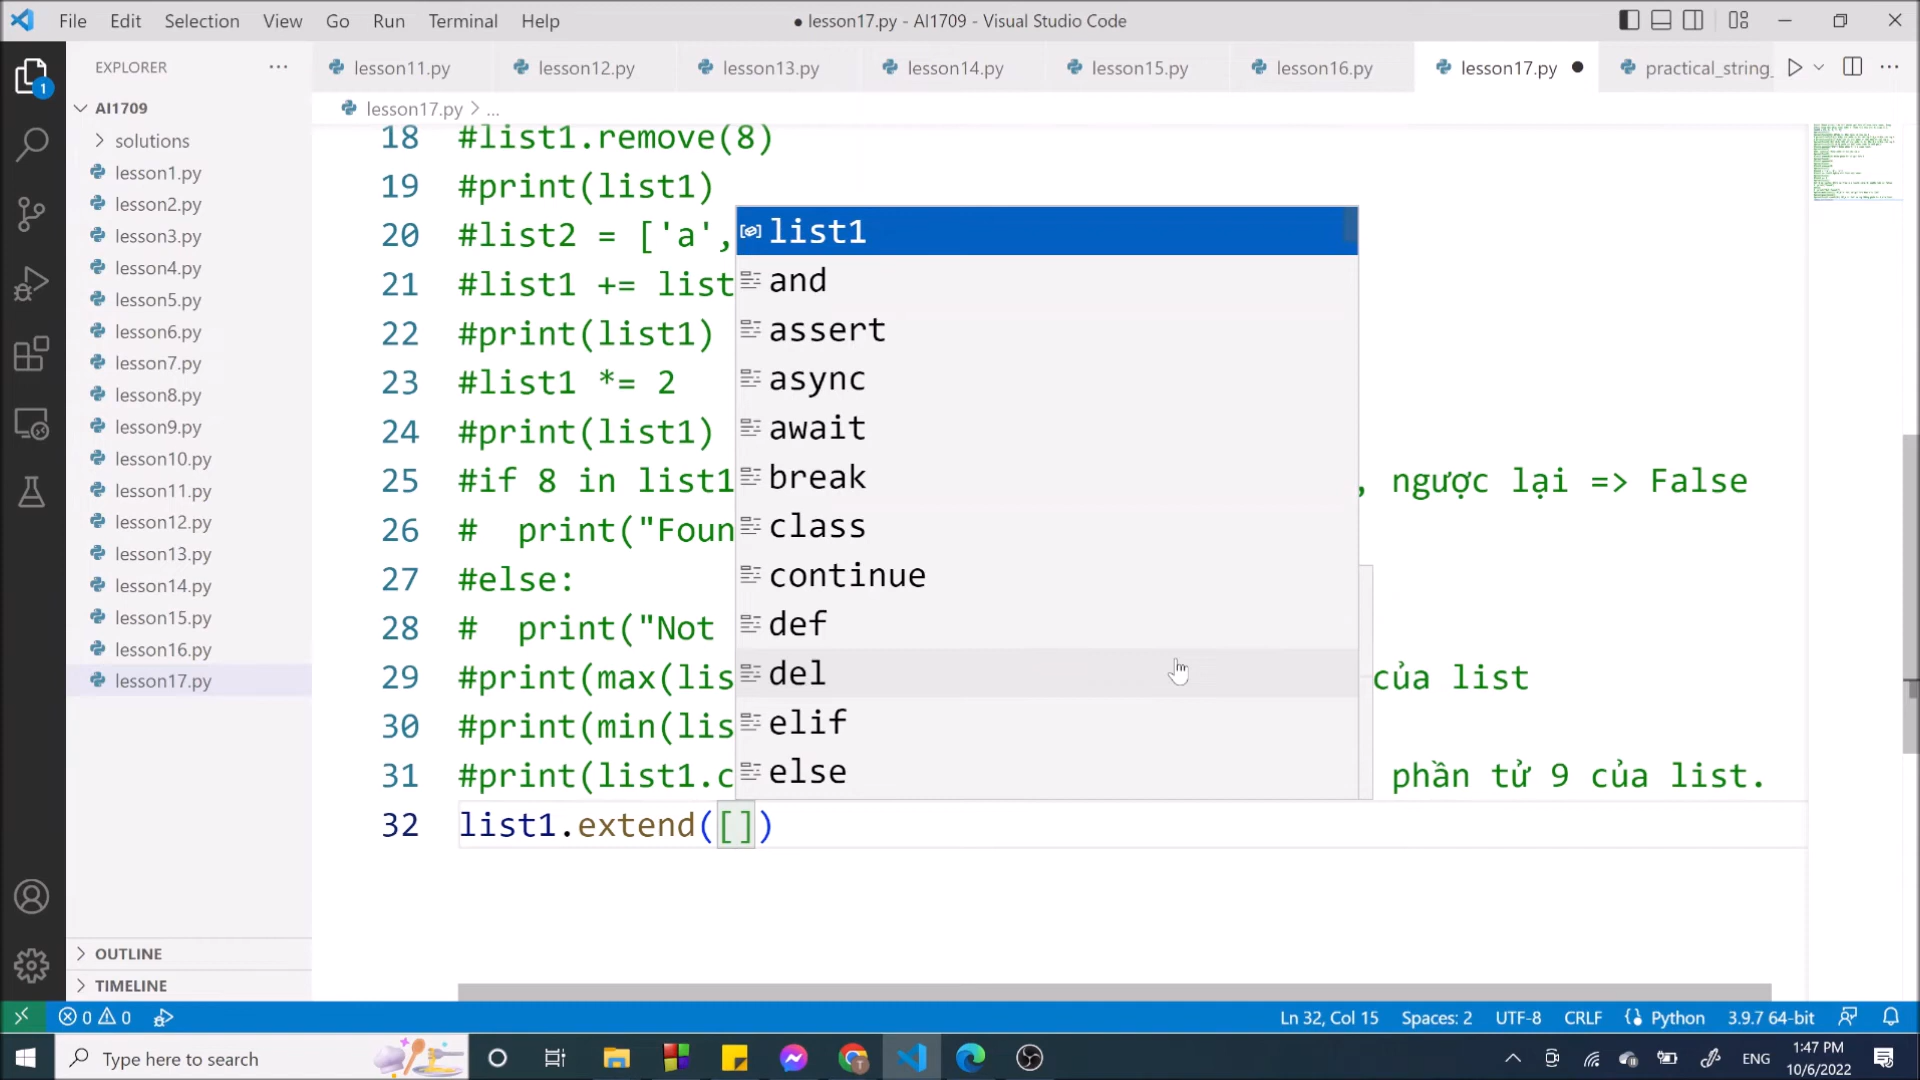 File Edit Selection View Go Run Terminal Help
● lesson17.py - AI1709 - Visual Studio Code
EXPLORER
lesson11.py lesson12.py lesson13.py lesson14.py lesson15.py lesson16.py lesson17.py ● practical_string_
AI1709
lesson17.py > ...
solutions
lesson1.py
lesson2.py
lesson3.py
lesson4.py
lesson5.py
lesson6.py
lesson7.py
lesson8.py
lesson9.py
lesson10.py
lesson11.py
lesson12.py
lesson13.py
lesson14.py
lesson15.py
lesson16.py
lesson17.py
OUTLINE
TIMELINE
1
18 #list1.remove(8)
19 #print(list1)
20 #list2 = ['a',
21 #list1 += list
22 #print(list1)
23 #list1 *= 2
24 #print(list1)
25 #if 8 in list1 , ngược lại => False
26 #  print("Foun
27 #else:
28 #  print("Not
29 #print(max(lis của list
30 #print(min(lis
31 #print(list1.c phần tử 9 của list.
32 list1.extend([])
list1
and
assert
async
await
break
class
continue
def
del
elif
else
0 0 Ln 32, Col 15 Spaces: 2 UTF-8 CRLF Python 3.9.7 64-bit
Type here to search
ENG
1:47 PM
10/6/2022